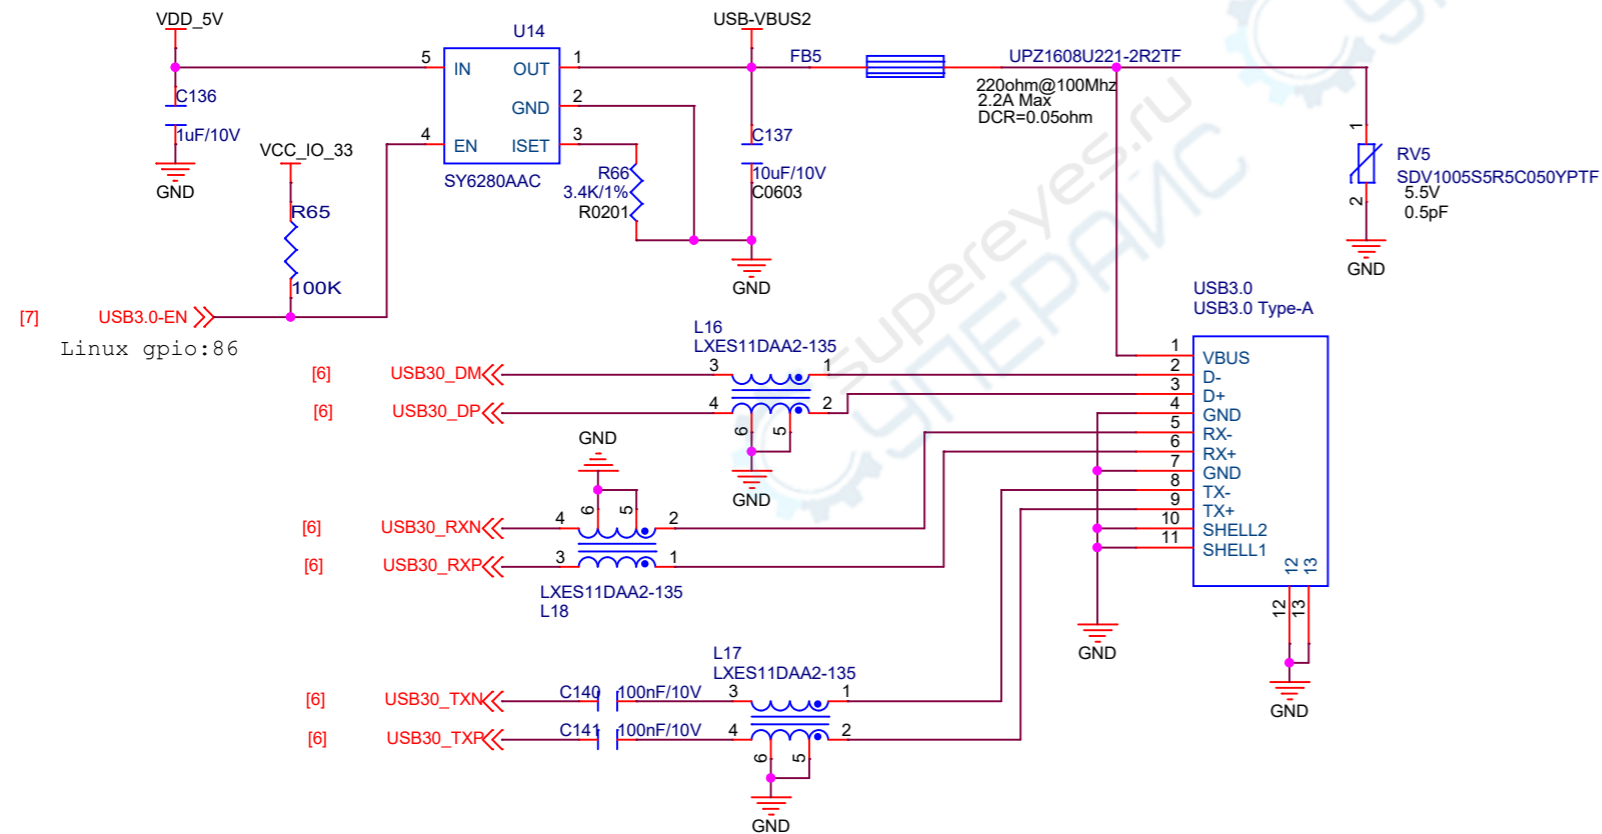 VDD_5V
USB-VBUS2
U14
5
IN
OUT
1
FB5
UPZ1608U221-2R2TF
220ohm@100Mhz
2.2A Max
DCR=0.05ohm
C136
1uF/10V
GND
GND
2
4
EN
ISET
3
SY6280AAC
C137
10uF/10V
C0603
R66
3.4K/1%
R0201
GND
VCC_IO_33
R65
100K
1
2
RV5
SDV1005S5R5C050YPTF
5.5V
0.5pF
GND
[7]
USB3.0-EN
Linux gpio:86
USB3.0
USB3.0 Type-A
L16
LXES11DAA2-135
[6]
USB30_DM
3
1
[6]
USB30_DP
4
2
6
5
GND
1
VBUS
2
D-
3
D+
4
GND
5
RX-
6
RX+
7
GND
8
TX-
9
TX+
10
SHELL2
11
SHELL1
12
13
12
13
GND
GND
GND
6
5
[6]
USB30_RXN
4
2
[6]
USB30_RXP
3
1
LXES11DAA2-135
L18
L17
LXES11DAA2-135
[6]
USB30_TXN
C140
100nF/10V
3
1
[6]
USB30_TXP
C141
100nF/10V
4
2
6
5
GND
supereyes.ru
СУПЕРАЙС